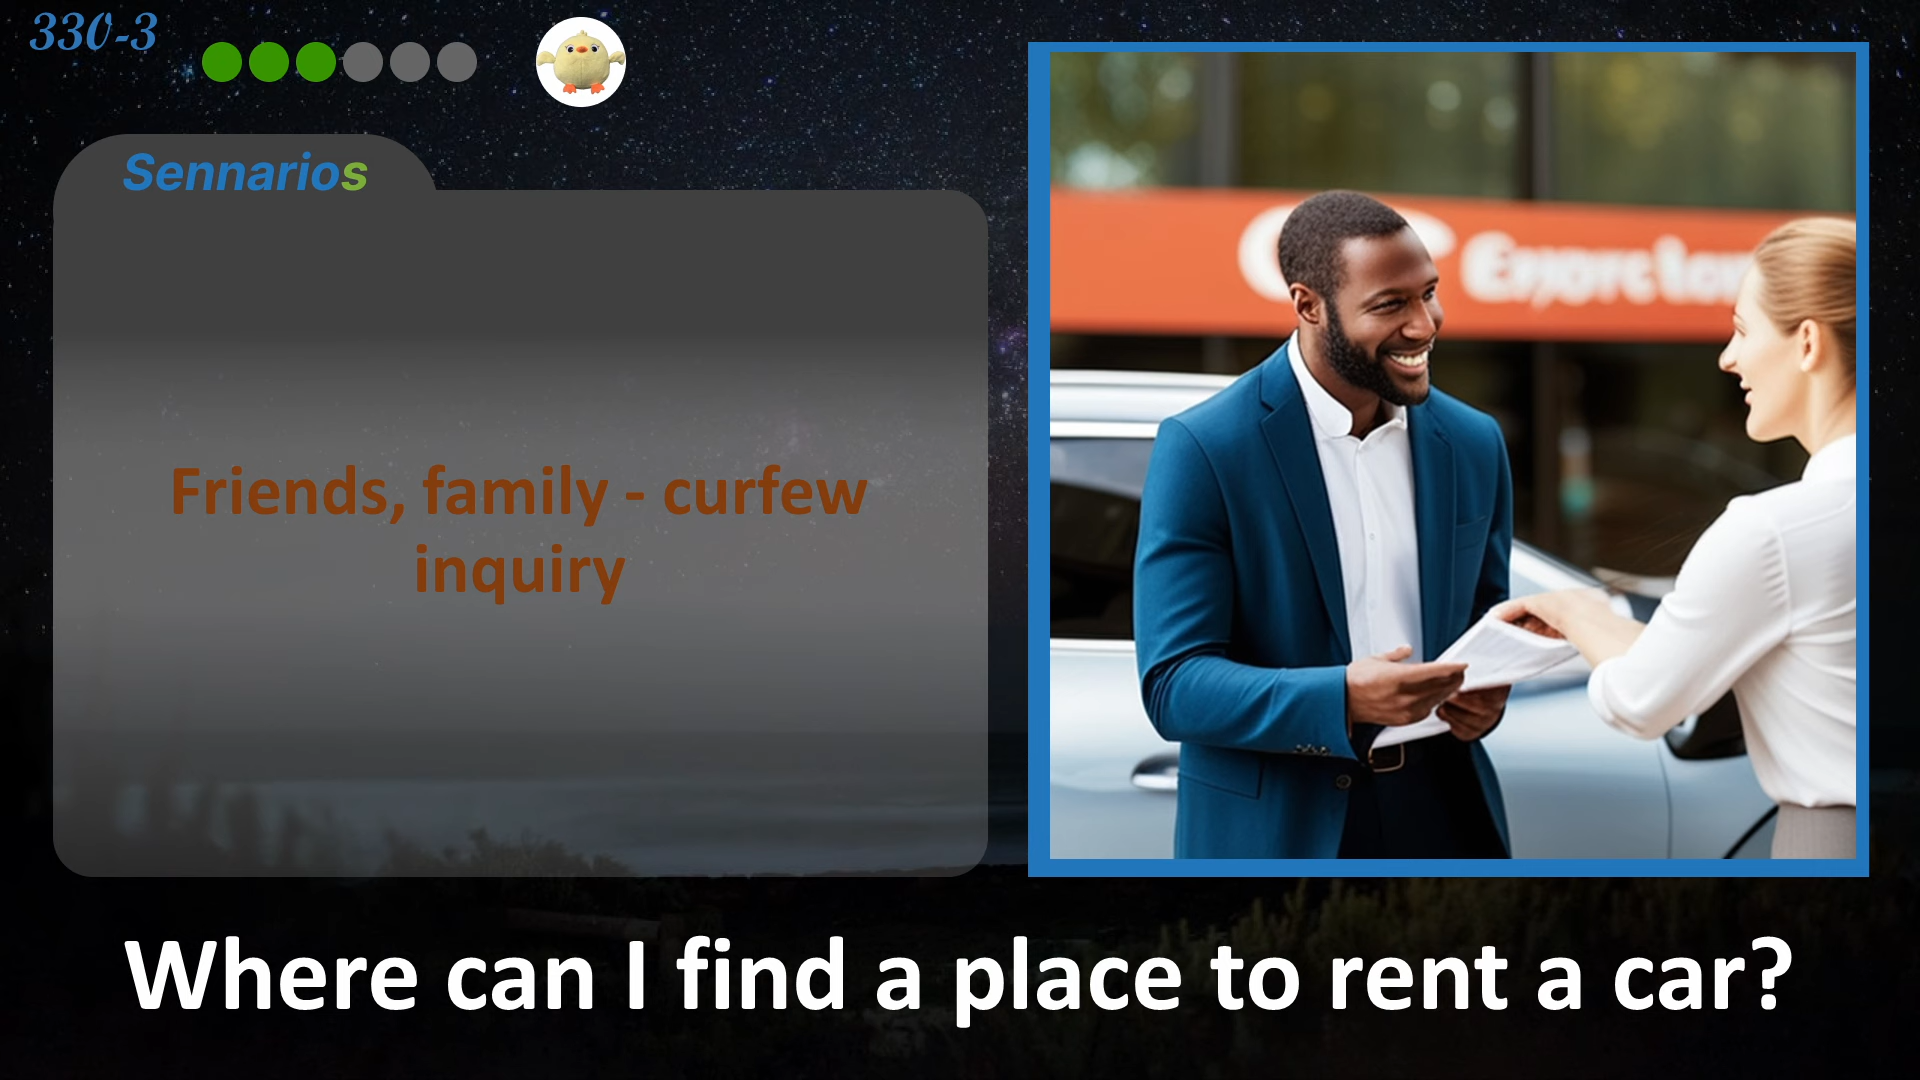 330-3
Sennarios
Friends, family - curfew
inquiry
Where can I find a place to rent a car?